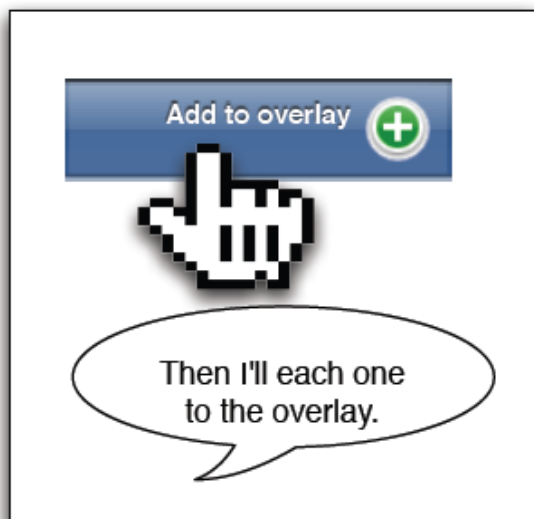 Add to overlay
Then I'll each one
to the overlay.